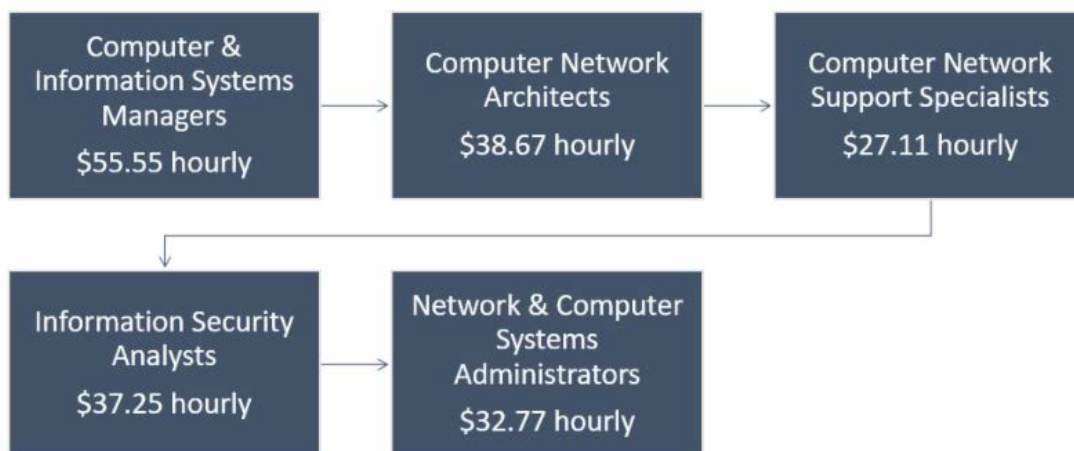 Computer &
Information Systems
Managers
$55.55 hourly
Computer Network
Architects
$38.67 hourly
Computer Network
Support Specialists
$27.11 hourly
Information Security
Analysts
$37.25 hourly
Network & Computer
Systems
Administrators
$32.77 hourly